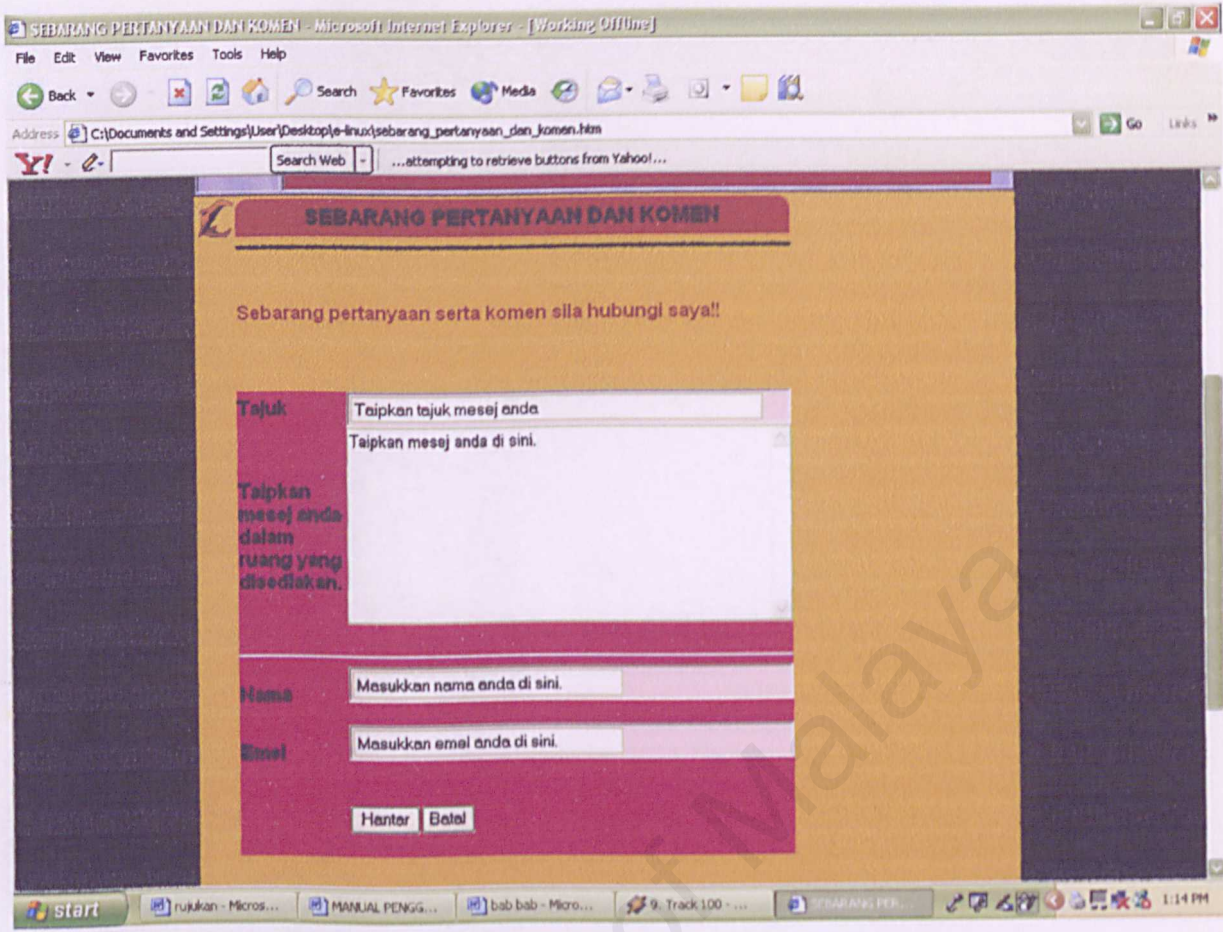 SEBARANG PERTANYAAN DAN KOMEN - Microsoft Internet Explorer - [Working Offline]
File Edit View Favorites Tools Help
Back Search Favorites Media
Address C:\Documents and Settings\User\Desktop\e-linux\sebarang_pertanyaan_dan_komen.htm Go Links »
Y! Search Web ...attempting to retrieve buttons from Yahoo!...
SEBARANG PERTANYAAN DAN KOMEN
Sebarang pertanyaan serta komen sila hubungi saya!!
Tajuk Taipkan tajuk mesej anda
Taipkan mesej anda di sini.
Taipkan
mesej anda
dalam
ruang yang
disediakan.
Nama Masukkan nama anda di sini.
Emel Masukkan emel anda di sini.
Hantar Batal
of Malaya
start rujukan - Micros... MANUAL PENGG... bab bab - Micro... 9. Track 100 - ... SEBARANG PER... 1:14 PM